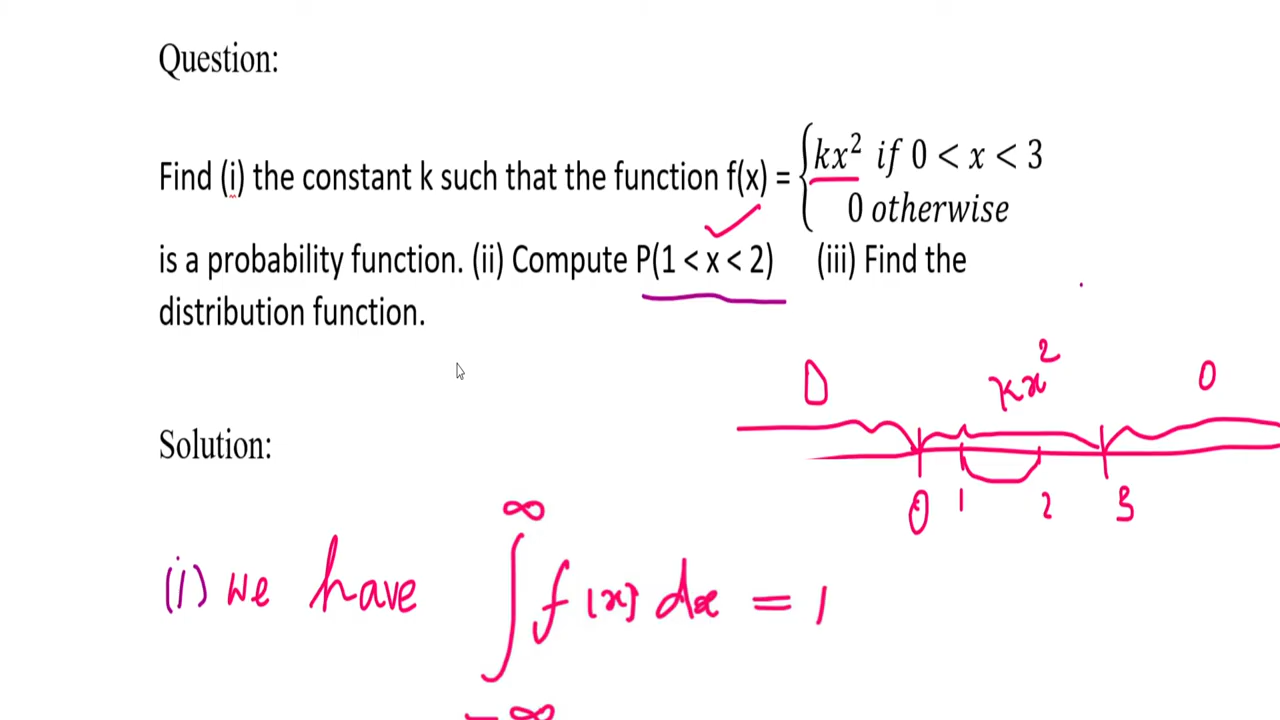 Question:
Find (i) the constant k such that the function f(x) = {kx² if 0 < x < 3
0 otherwise
is a probability function. (ii) Compute P(1 < x < 2) (iii) Find the
distribution function.
0 kx² 0
0 1 2 3
Solution:
(i) we have ∫ f(x) dx = 1
∞
-∞